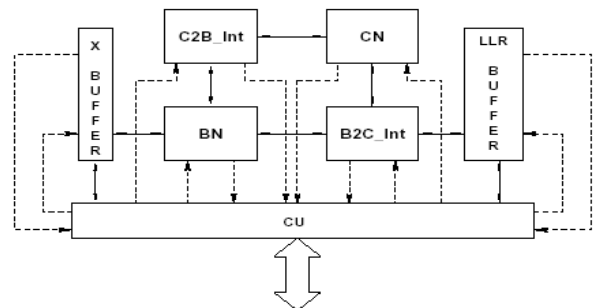 X BUFFER
C2B_Int
CN
LLR BUFFER
BN
B2C_Int
CU